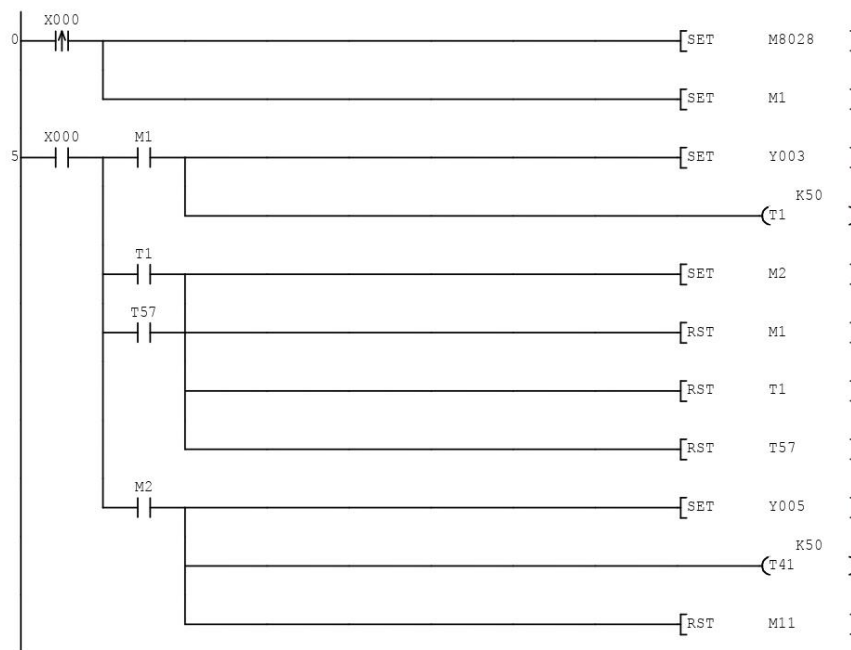 X000
0 SET M8028
SET M1
X000 M1
5 SET Y003
K50
T1
T1
SET M2
T57
RST M1
RST T1
RST T57
M2
SET Y005
K50
T41
RST M11